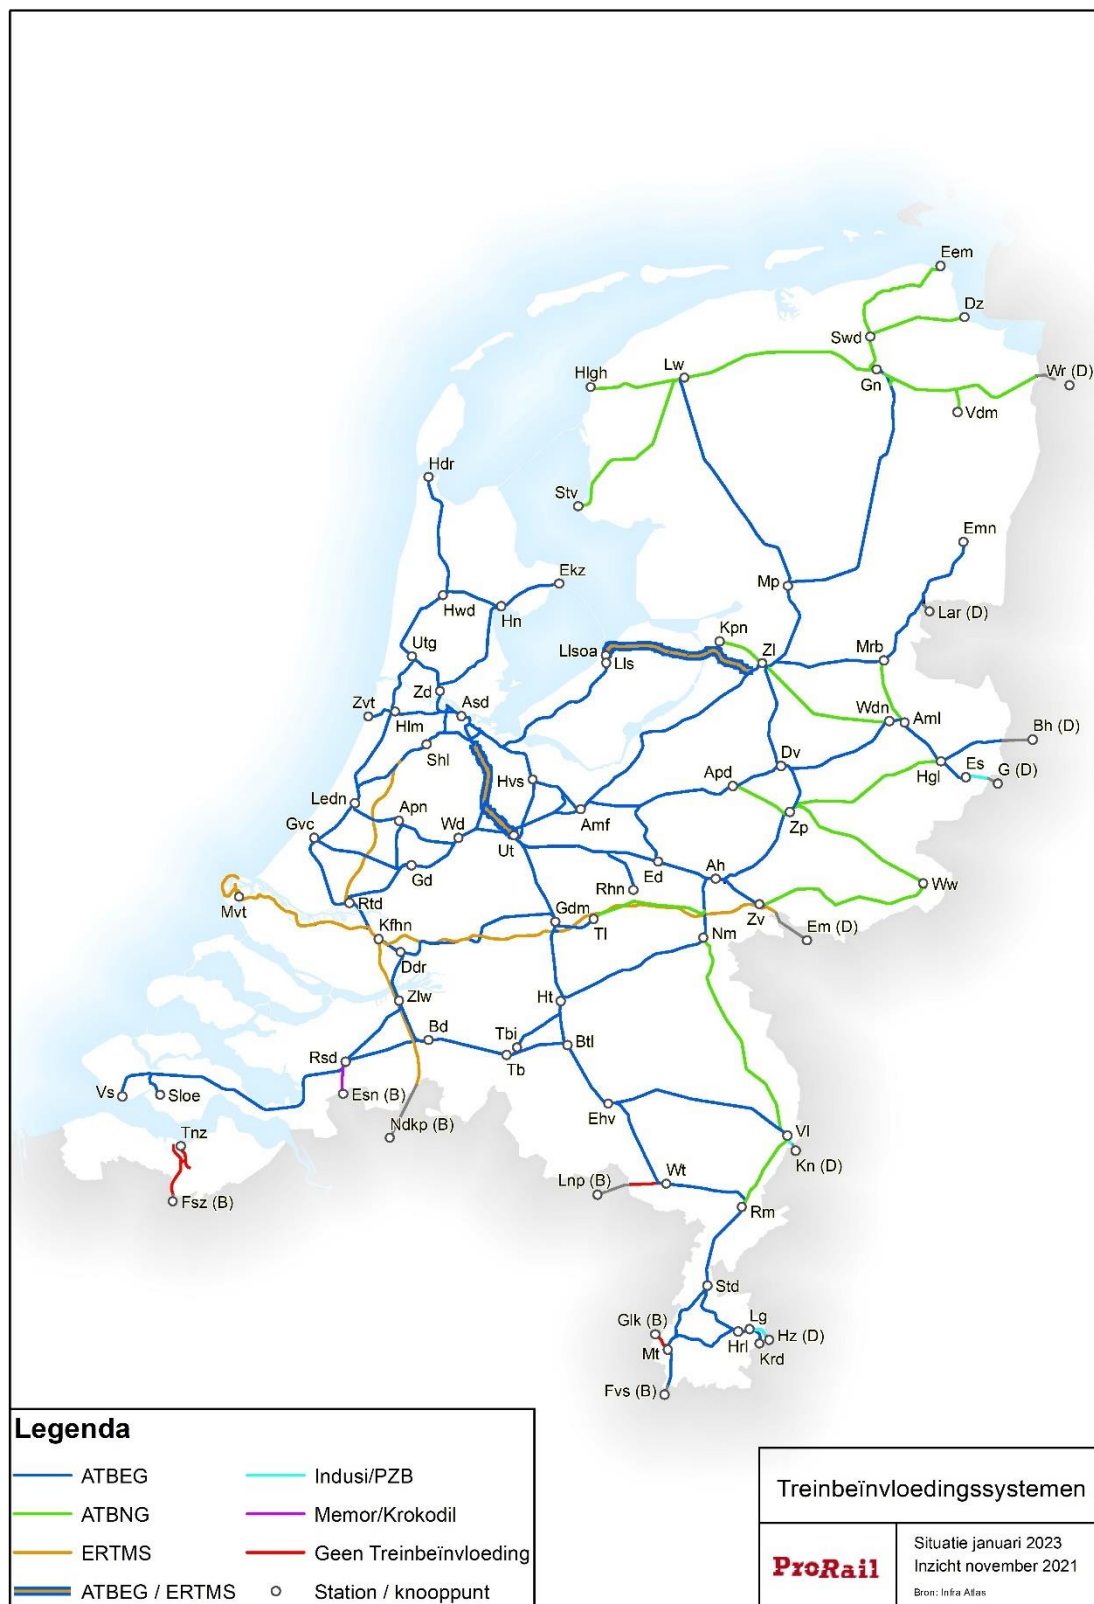 Eem
Dz
Swd
Lw
Hlgh
Gn
Wr (D)
Vdm
Hdr
Stv
Emn
Ekz
Mp
Hwd
Hn
Lar (D)
Kpn
Utg
Llsoa
Zl
Mrb
Lls
Zd
Zvt
Asd
Wdn
Aml
Hlm
Bh (D)
Shl
Dv
Es
G (D)
Hvs
Apd
Hgl
Ledn
Apn
Gvc
Wd
Amf
Zp
Ut
Gd
Ed
Ah
Ww
Rhn
Mvt
Rtd
Gdm
Zv
Tl
Em (D)
Kfhn
Nm
Ddr
Zlw
Ht
Bd
Tbi
Btl
Rsd
Tb
Vs
Sloe
Esn (B)
Ehv
Ndkp (B)
Vl
Tnz
Kn (D)
Lnp (B)
Wt
Fsz (B)
Rm
Std
Glk (B)
Lg
Hz (D)
Mt
Hrl
Krd
Fvs (B)
Legenda
ATBEG
Indusi/PZB
ATBNG
Memor/Krokodil
ERTMS
Geen Treinbeïnvloeding
ATBEG / ERTMS
Station / knooppunt
Treinbeïnvloedingssystemen
ProRail
Situatie januari 2023
Inzicht november 2021
Bron: Infra Atlas